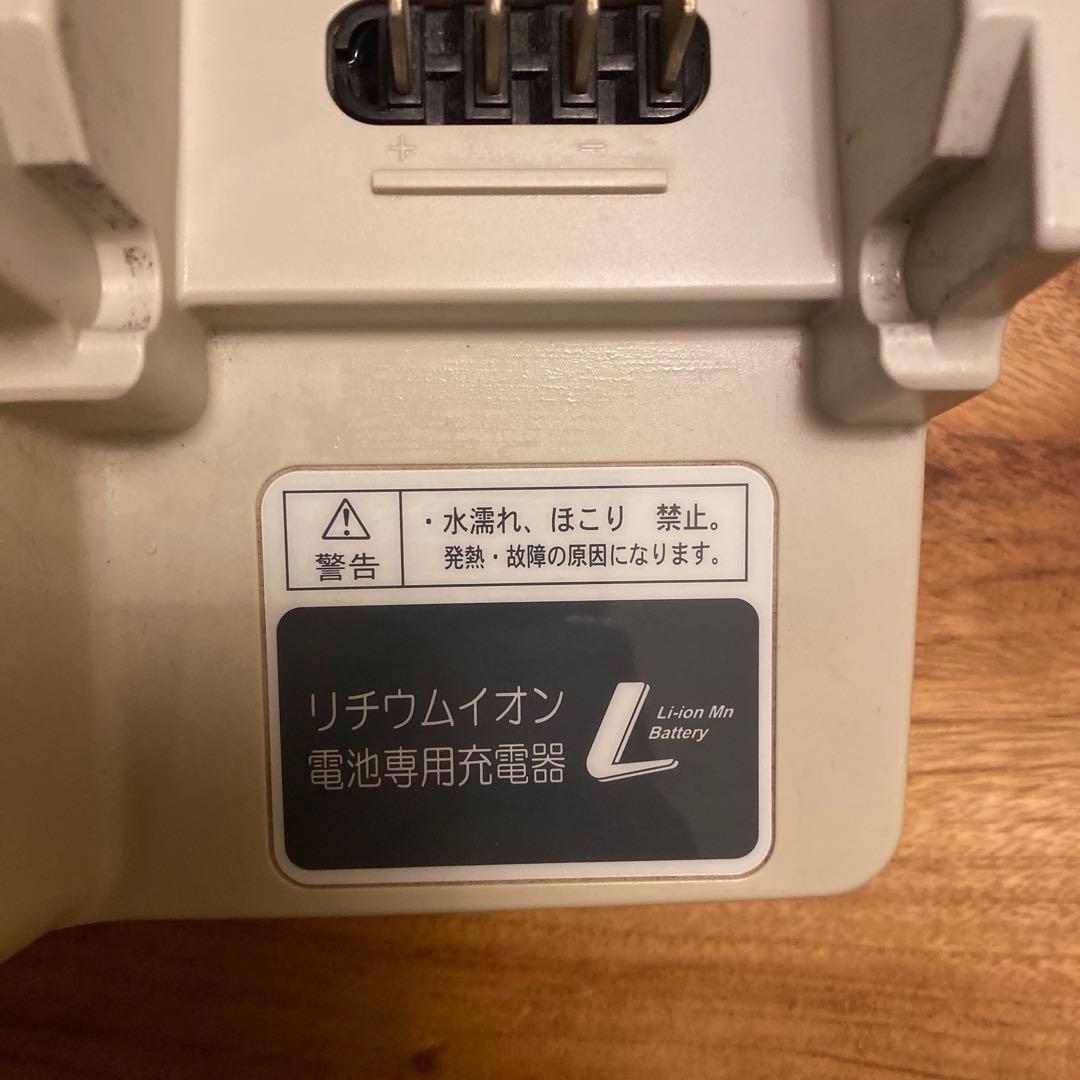 + −
・水濡れ、ほこり 禁止。
警告
発熱・故障の原因になります。
リチウムイオン
電池専用充電器
L
Li-ion Mn
Battery